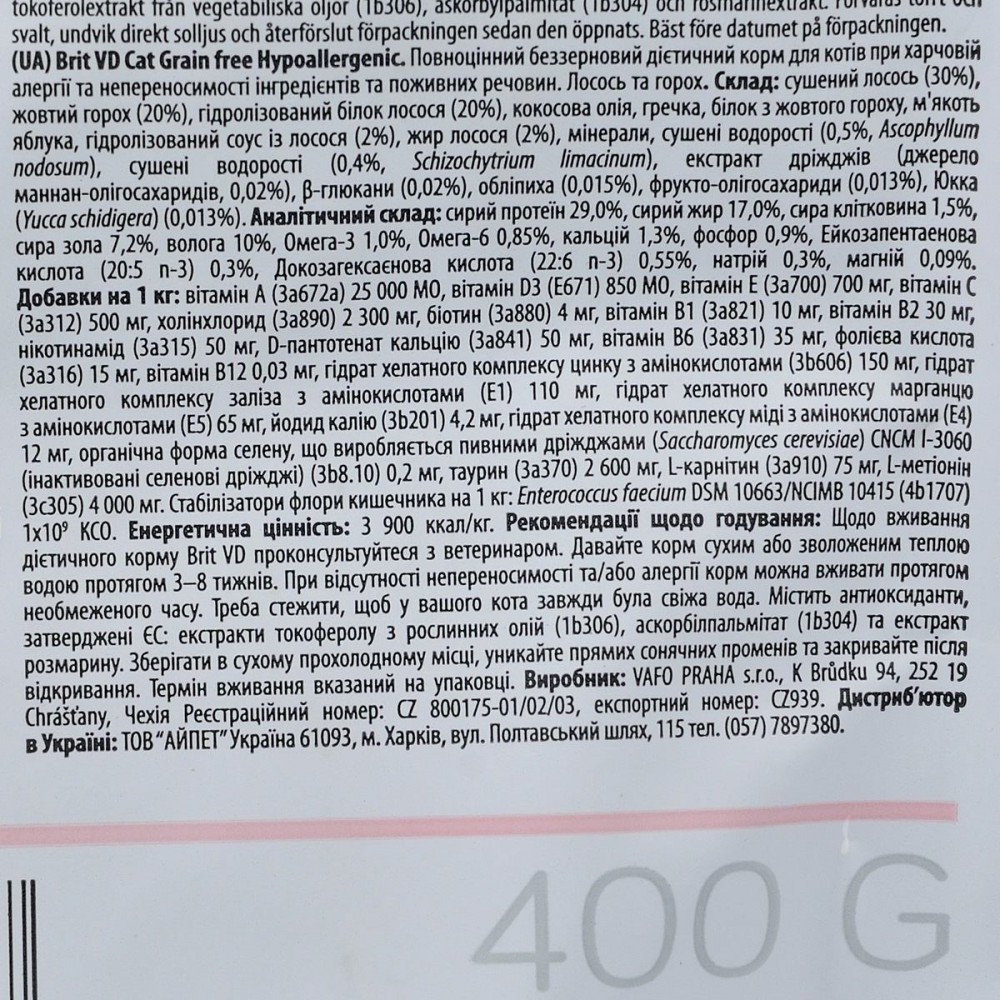 tokoferolextrakt från vegetabiliska oljor (1b306), askorbylpalmitat (1b304) och rosmarinextrakt. Förvaras torrt och
svalt, undvik direkt solljus och återförslut förpackningen sedan den öppnats. Bäst före datumet på förpackningen.
(UA) Brit VD Cat Grain free Hypoallergenic. Повноцінний беззерновий дієтичний корм для котів при харчовій
алергії та непереносимості інгредієнтів та поживних речовин. Лосось та горох. Склад: сушений лосось (30%),
жовтий горох (20%), гідролізований білок лосося (20%), кокосова олія, гречка, білок з жовтого гороху, м'якоть
яблука, гідролізований соус із лосося (2%), жир лосося (2%), мінерали, сушені водорості (0,5%, Ascophyllum
nodosum), сушені водорості (0,4%, Schizochytrium limacinum), екстракт дріжджів (джерело
маннан-олігосахаридів, 0,02%), β-глюкани (0,02%), обліпиха (0,015%), фрукто-олігосахариди (0,013%), Юкка
(Yucca schidigera) (0,013%). Аналітичний склад: сирий протеїн 29,0%, сирий жир 17,0%, сира клітковина 1,5%,
сира зола 7,2%, волога 10%, Омега-3 1,0%, Омега-6 0,85%, кальцій 1,3%, фосфор 0,9%, Ейкозапентаенова
кислота (20:5 n-3) 0,3%, Докозагексаєнова кислота (22:6 n-3) 0,55%, натрій 0,3%, магній 0,09%.
Добавки на 1 кг: вітамін A (3a672a) 25 000 МО, вітамін D3 (E671) 850 МО, вітамін E (3a700) 700 мг, вітамін C
(3a312) 500 мг, холінхлорид (3a890) 2 300 мг, біотин (3a880) 4 мг, вітамін B1 (3a821) 10 мг, вітамін B2 30 мг,
нікотинамід (3a315) 50 мг, D-пантотенат кальцію (3a841) 50 мг, вітамін B6 (3a831) 35 мг, фолієва кислота
(3a316) 15 мг, вітамін B12 0,03 мг, гідрат хелатного комплексу цинку з амінокислотами (3b606) 150 мг, гідрат
хелатного комплексу заліза з амінокислотами (E1) 110 мг, гідрат хелатного комплексу марганцю
з амінокислотами (E5) 65 мг, йодид калію (3b201) 4,2 мг, гідрат хелатного комплексу міді з амінокислотами (E4)
12 мг, органічна форма селену, що виробляється пивними дріжджами (Saccharomyces cerevisiae) CNCM I-3060
(інактивовані селенові дріжджі) (3b8.10) 0,2 мг, таурин (3a370) 2 600 мг, L-карнітин (3a910) 75 мг, L-метіонін
(3c305) 4 000 мг. Стабілізатори флори кишечника на 1 кг: Enterococcus faecium DSM 10663/NCIMB 10415 (4b1707)
1x10⁹ КСО. Енергетична цінність: 3 900 ккал/кг. Рекомендації щодо годування: Щодо вживання
дієтичного корму Brit VD проконсультуйтеся з ветеринаром. Давайте корм сухим або зволоженим теплою
водою протягом 3–8 тижнів. При відсутності непереносимості та/або алергії корм можна вживати протягом
необмеженого часу. Треба стежити, щоб у вашого кота завжди була свіжа вода. Містить антиоксиданти,
затверджені ЄС: екстракти токоферолу з рослинних олій (1b306), аскорбілпальмітат (1b304) та екстракт
розмарину. Зберігати в сухому прохолодному місці, уникайте прямих сонячних променів та закривайте після
відкривання. Термін вживання вказаний на упаковці. Виробник: VAFO PRAHA s.r.o., K Brůdku 94, 252 19
Chrášťany, Чехія Реєстраційний номер: CZ 800175-01/02/03, експортний номер: CZ939. Дистриб'ютор
в Україні: ТОВ "АЙПЕТ" Україна 61093, м. Харків, вул. Полтавський шлях, 115 тел. (057) 7897380.
400 G